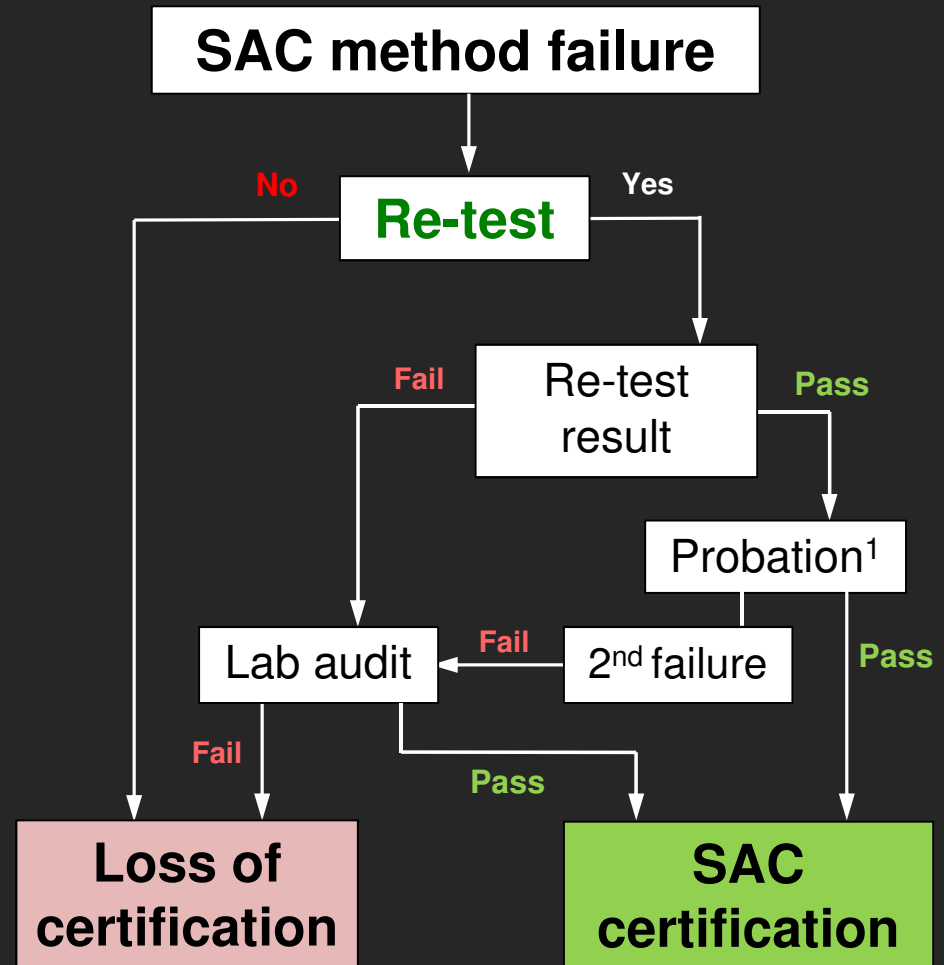 SAC method failure
No
Yes
Re-test
Fail
Re-test
result
Pass
Probation¹
Lab audit
Fail
2nd failure
Pass
Fail
Pass
Loss of
certification
SAC
certification